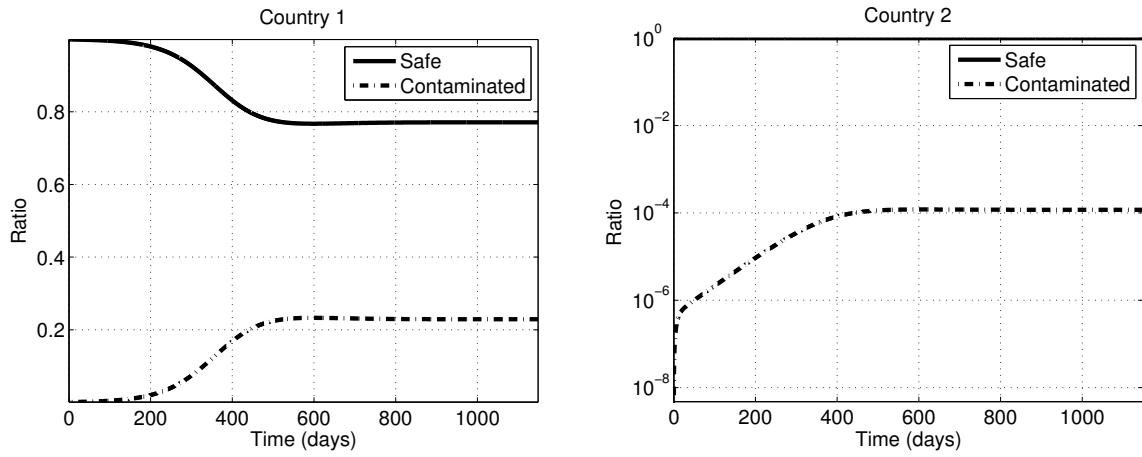 Country 1
Safe
Contaminated
0.8
0.6
0.4
0.2
Ratio
0 200 400 600 800 1000
Time (days)
Country 2
Safe
Contaminated
10^0
10^-2
10^-4
10^-6
10^-8
Ratio
0 200 400 600 800 1000
Time (days)